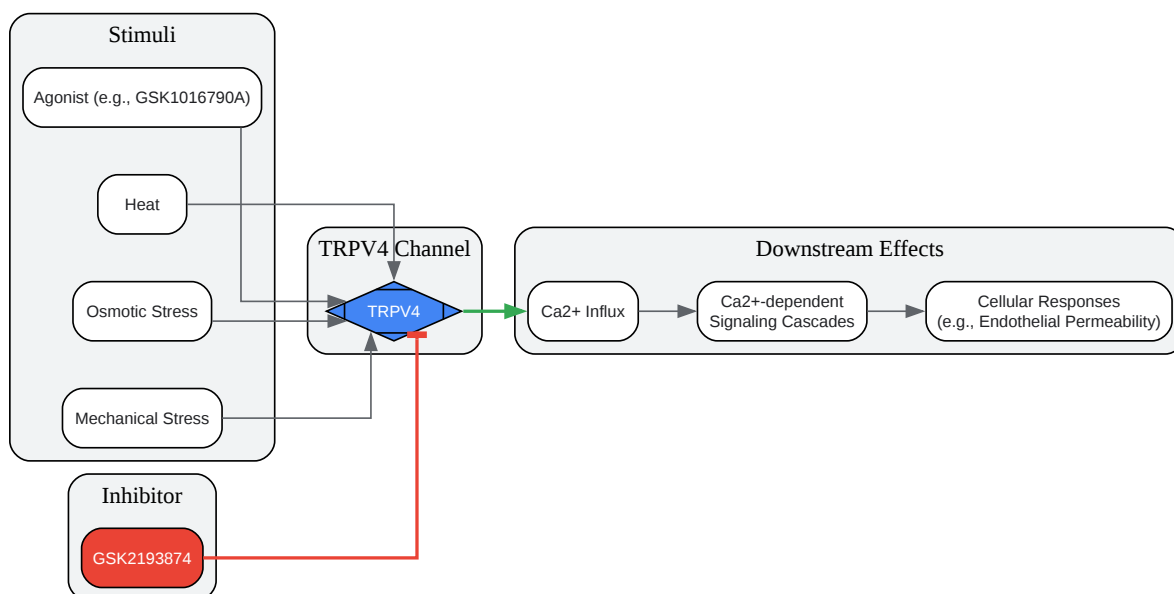 Stimuli
Agonist (e.g., GSK1016790A)
Heat
Osmotic Stress
Mechanical Stress
Inhibitor
GSK2193874
TRPV4 Channel
TRPV4
Downstream Effects
Ca2+ Influx
Ca2+-dependent
Signaling Cascades
Cellular Responses
(e.g., Endothelial Permeability)